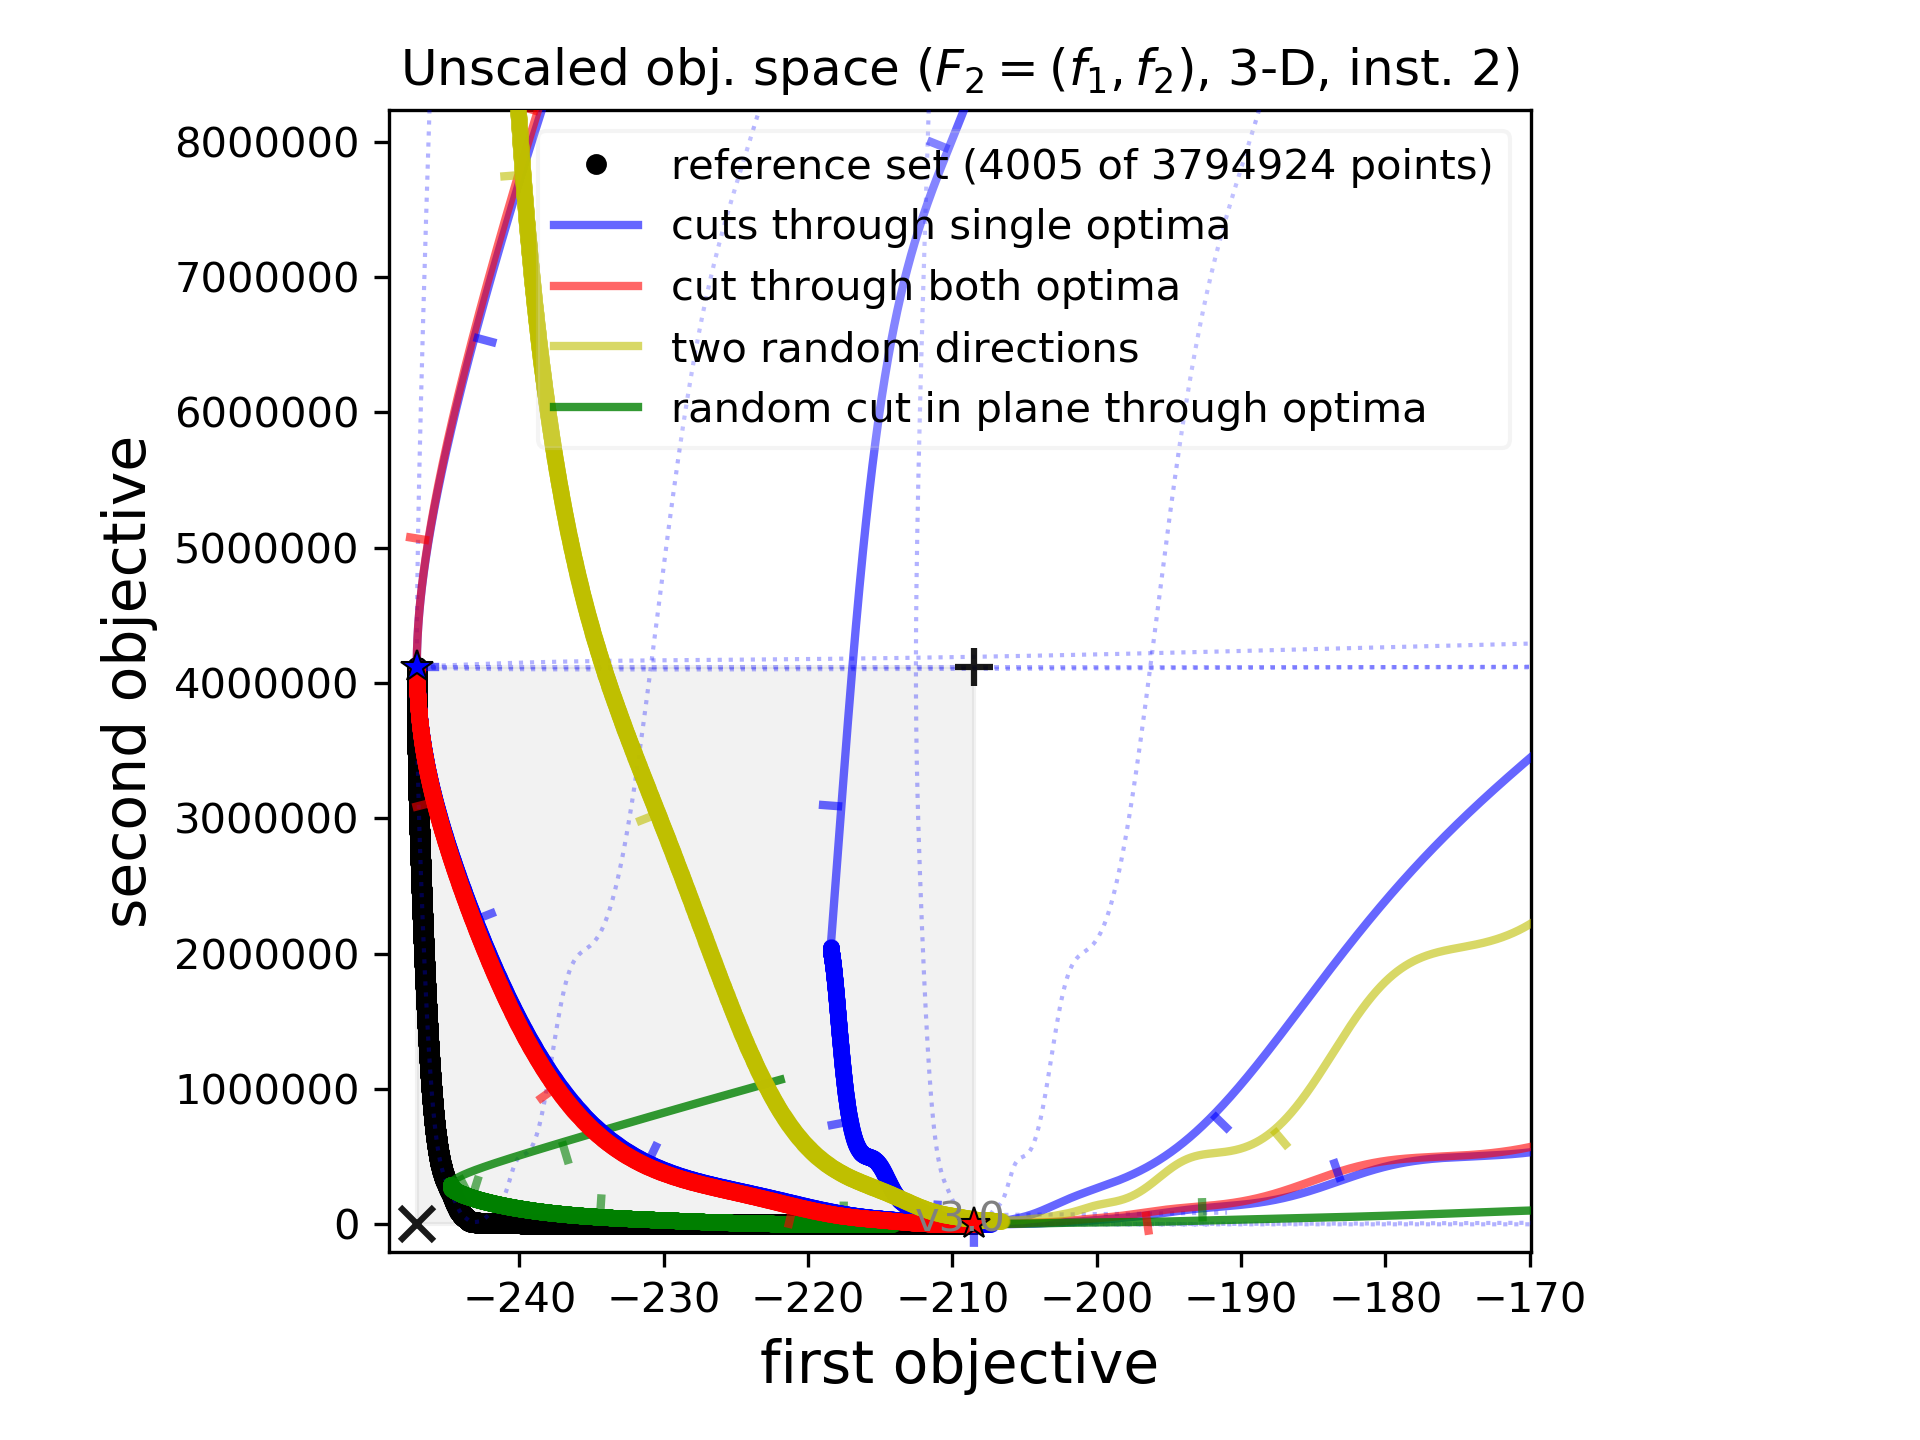 Unscaled obj. space (F₂ = (f₁, f₂), 3-D, inst. 2)
reference set (4005 of 3794924 points)
cuts through single optima
cut through both optima
two random directions
random cut in plane through optima
second objective
8000000
7000000
6000000
5000000
4000000
3000000
2000000
1000000
0
v3.0
−240 −230 −220 −210 −200 −190 −180 −170
first objective